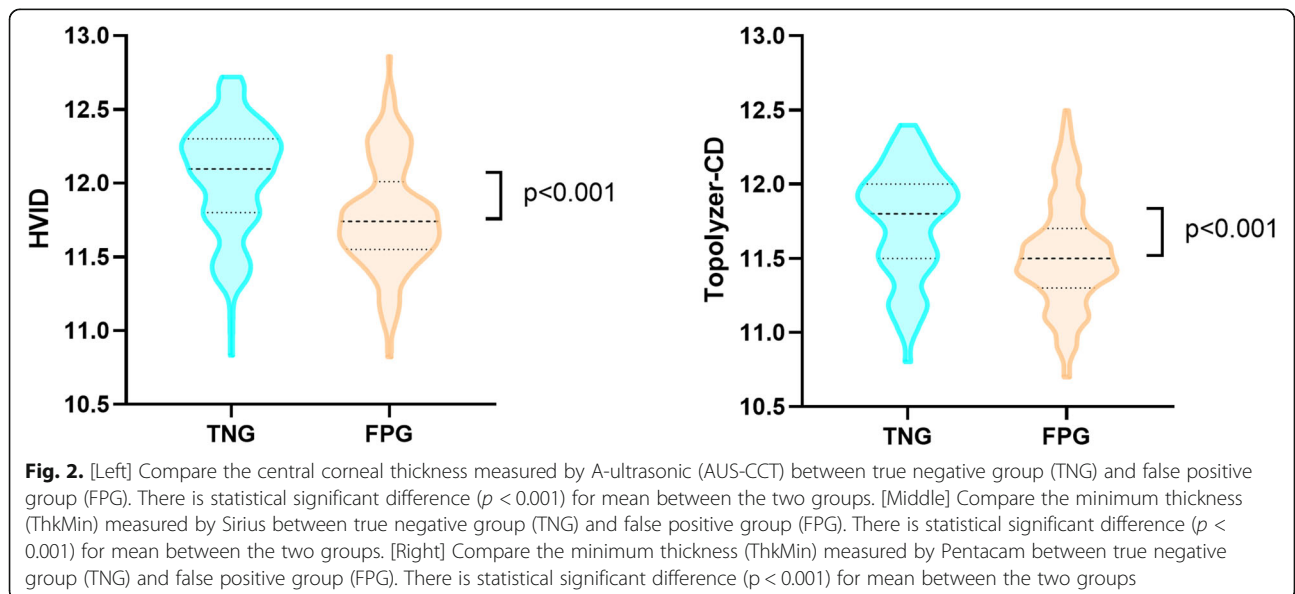 13.0
12.5
12.0
11.5
11.0
10.5
HVID
TNG FPG
p<0.001
13.0
12.5
12.0
11.5
11.0
10.5
Topolyzer-CD
TNG FPG
p<0.001
Fig. 2. [Left] Compare the central corneal thickness measured by A-ultrasonic (AUS-CCT) between true negative group (TNG) and false positive
group (FPG). There is statistical significant difference (p < 0.001) for mean between the two groups. [Middle] Compare the minimum thickness
(ThkMin) measured by Sirius between true negative group (TNG) and false positive group (FPG). There is statistical significant difference (p <
0.001) for mean between the two groups. [Right] Compare the minimum thickness (ThkMin) measured by Pentacam between true negative
group (TNG) and false positive group (FPG). There is statistical significant difference (p < 0.001) for mean between the two groups